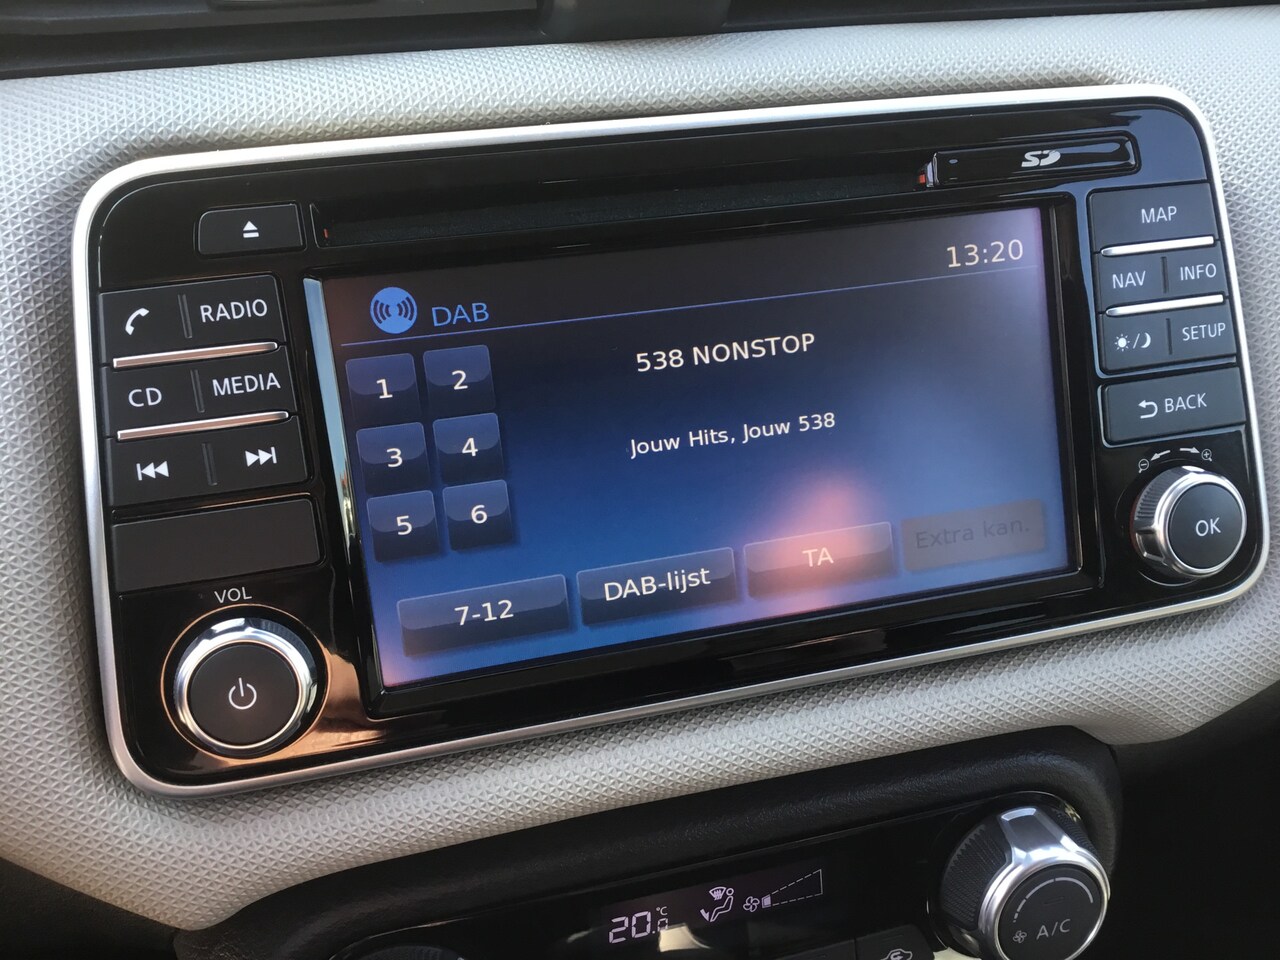 SD
MAP
NAV INFO
SETUP
BACK
OK
RADIO
CD MEDIA
VOL
13:20
DAB
538 NONSTOP
Jouw Hits, Jouw 538
1 2
3 4
5 6
7-12 DAB-lijst TA Extra kan.
20.0 °C
A/C